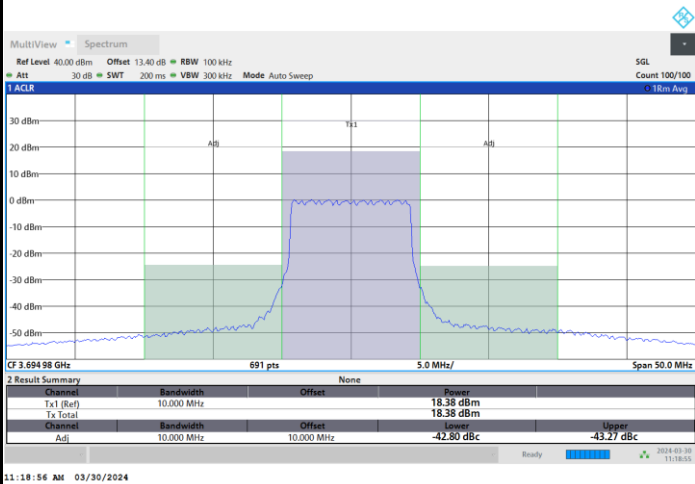 MultiView Spectrum
Ref Level 40.00 dBm Offset 13.40 dB RBW 100 kHz SGL
Att 30 dB SWT 200 ms VBW 300 kHz Mode Auto Sweep Count 100/100
1 ACLR 1Rm Avg
30 dBm
Tx1
20 dBm
Adj Adj
10 dBm
0 dBm
-10 dBm
-20 dBm
-30 dBm
-40 dBm
-50 dBm
CF 3.694 98 GHz 691 pts 5.0 MHz/ Span 50.0 MHz
2 Result Summary None
Channel Bandwidth Offset Power
Tx1 (Ref) 10.000 MHz 18.38 dBm
Tx Total 18.38 dBm
Channel Bandwidth Offset Lower Upper
Adj 10.000 MHz 10.000 MHz -42.80 dBc -43.27 dBc
Ready 2024-03-30
11:18:55
11:18:56 AM 03/30/2024